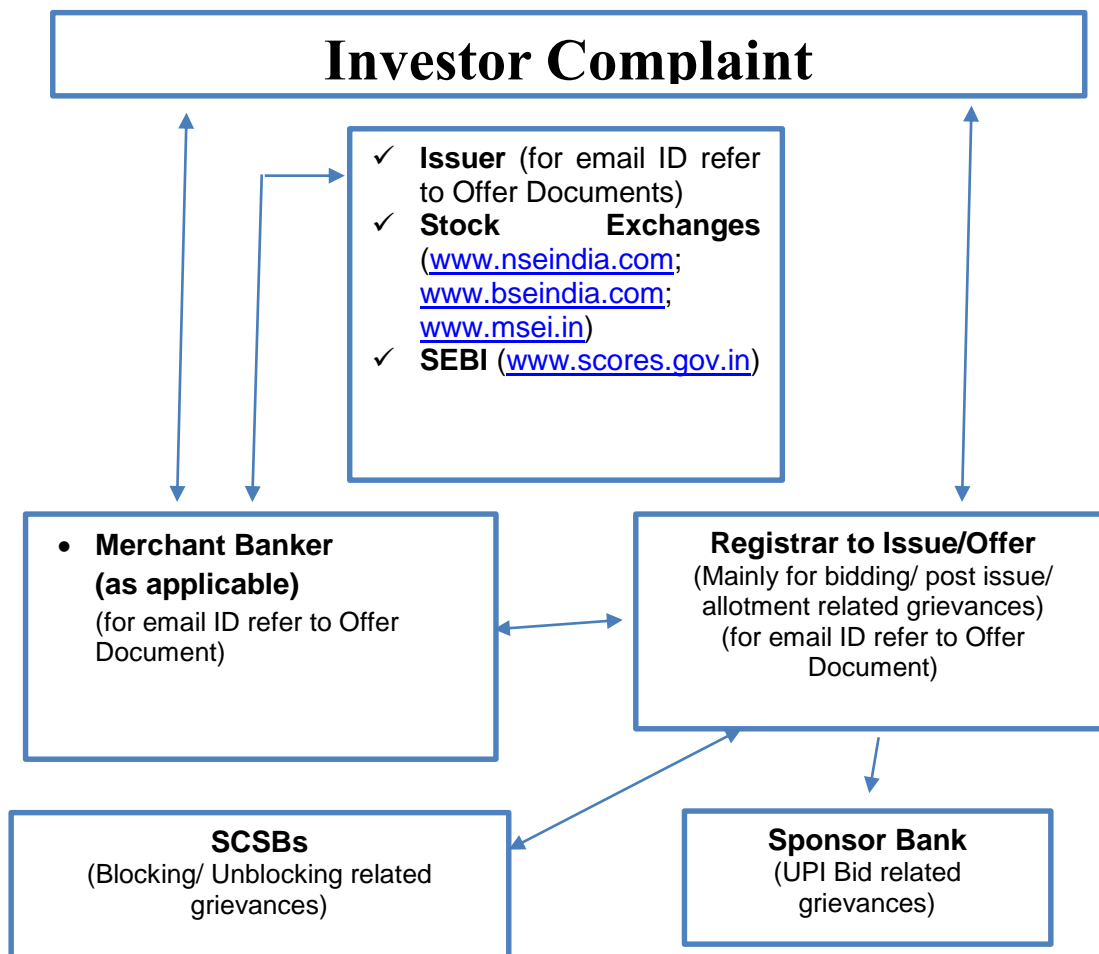 Investor Complaint
✓ Issuer (for email ID refer
to Offer Documents)
✓ Stock Exchanges
(www.nseindia.com;
www.bseindia.com;
www.msei.in)
✓ SEBI (www.scores.gov.in)
• Merchant Banker
(as applicable)
(for email ID refer to Offer
Document)
Registrar to Issue/Offer
(Mainly for bidding/ post issue/
allotment related grievances)
(for email ID refer to Offer
Document)
SCSBs
(Blocking/ Unblocking related
grievances)
Sponsor Bank
(UPI Bid related
grievances)